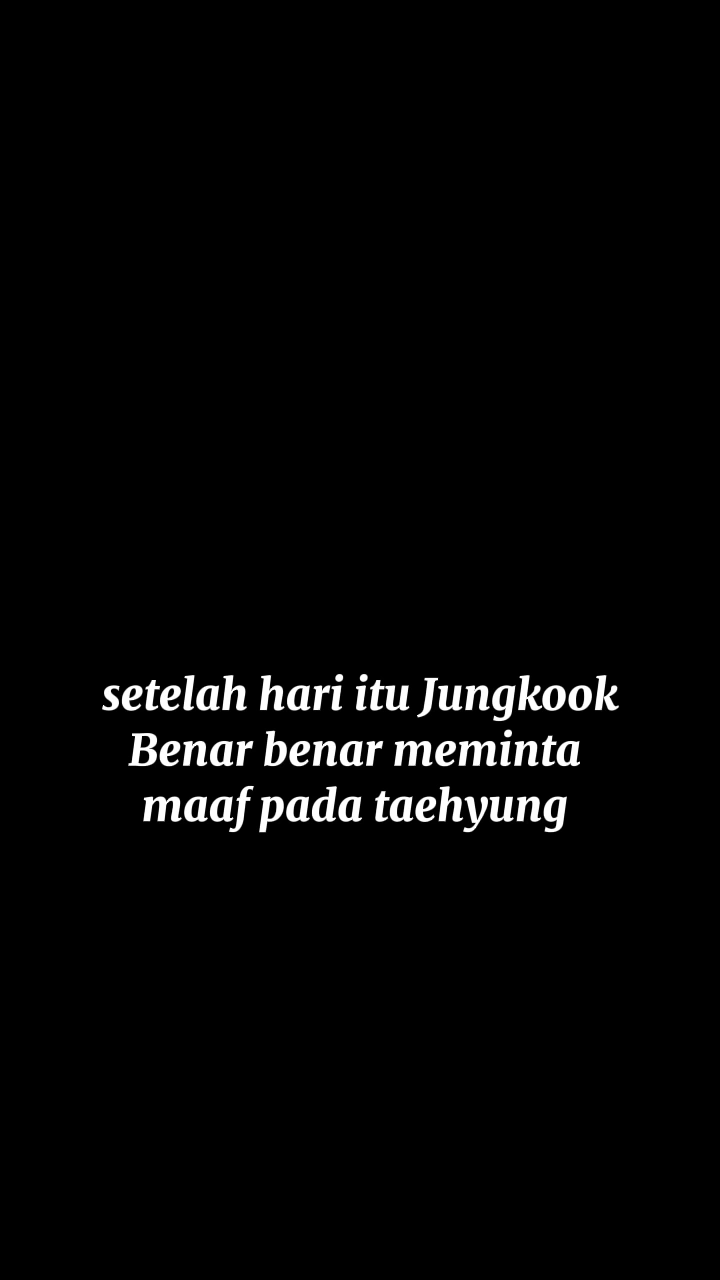 setelah hari itu Jungkook
Benar benar meminta
maaf pada taehyung